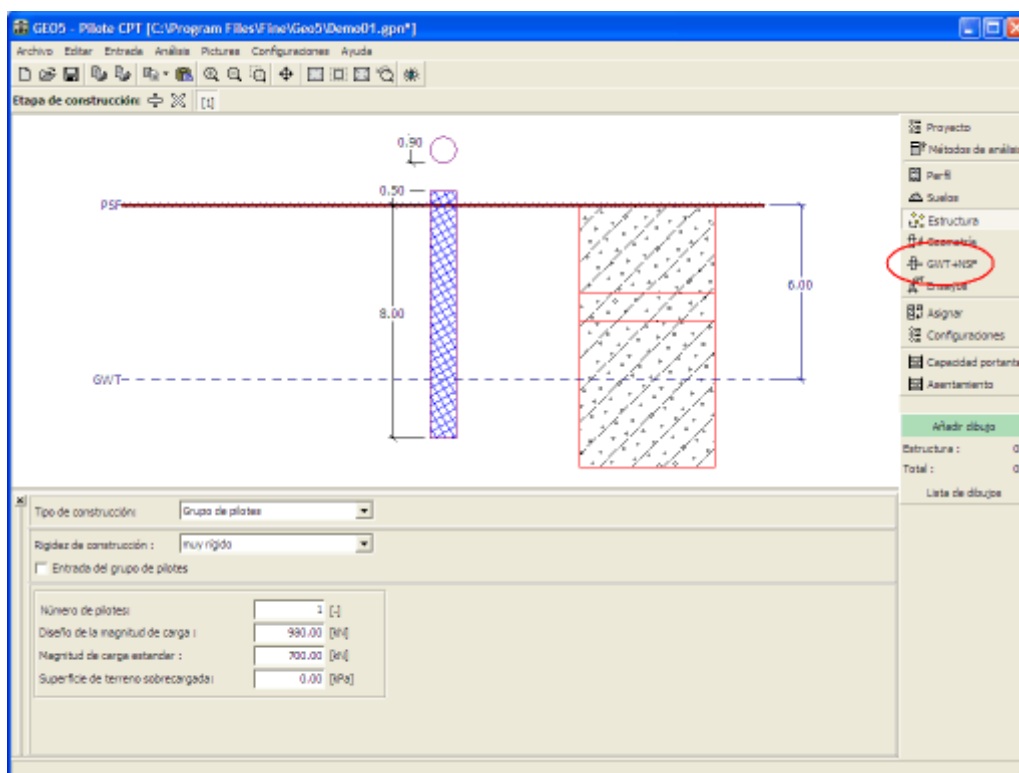 GEO5 - Pilote CPT [C:\Program Files\Fine\Geo5\Demo01.gpn*]
Archivo Editar Entrada Análisis Pictures Configuraciones Ayuda
Etapa de construcción: [1]
0.90
0.50
PSF
8.00
6.00
GWT
Proyecto
Métodos de análisis
Perfil
Suelos
Estructura
Geometría
GWT+NSF
Ensayos
Asignar
Configuraciones
Capacidad portante
Asentamiento
Añadir dibujo
Estructura : 0
Total : 0
Lista de dibujos
Tipo de construcción: Grupo de pilotes
Rigidez de construcción : muy rígido
Entrada del grupo de pilotes
Número de pilotes: 1 [-]
Diseño de la magnitud de carga : [kN]
Magnitud de carga estander : 700.00 [kN]
Superficie de terreno sobrecargada: 0.00 [kPa]